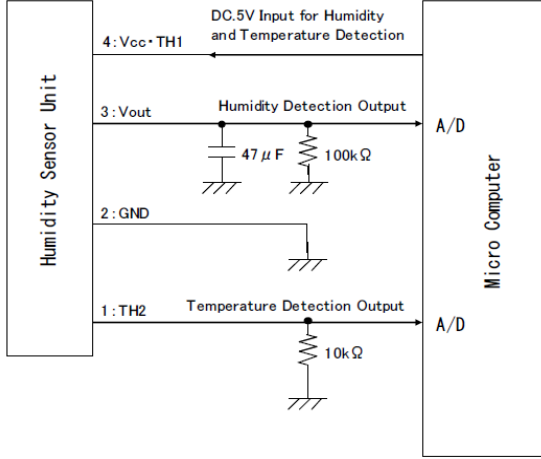 DC.5V Input for Humidity
and Temperature Detection
4:Vcc・TH1
3:Vout
Humidity Detection Output
A/D
47μF
100kΩ
Humidity Sensor Unit
Micro Computer
2:GND
1:TH2
Temperature Detection Output
A/D
10kΩ